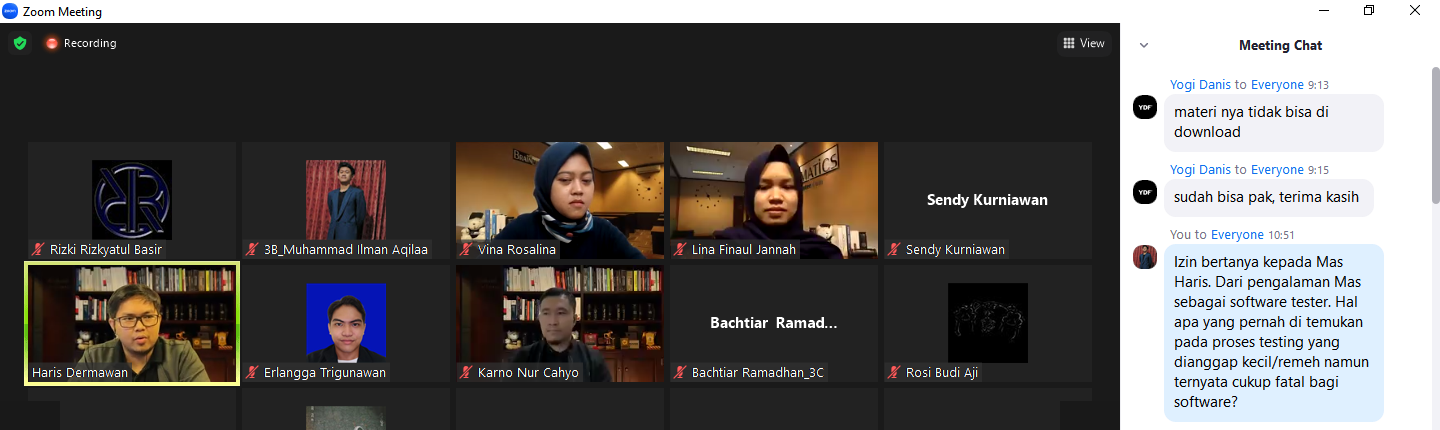 Zoom Meeting
Recording
View
Rizki Rizkyatul Basir
3B_Muhammad Ilman Aqilaa
Vina Rosalina
MATICS
Lina Finaul Jannah
Sendy Kurniawan
Sendy Kurniawan
Haris Dermawan
Erlangga Trigunawan
Karno Nur Cahyo
Bachtiar Ramad...
Bachtiar Ramadhan_3C
Rosi Budi Aji
Meeting Chat
Yogi Danis to Everyone 9:13
YDF
materi nya tidak bisa di
download
Yogi Danis to Everyone 9:15
YDF
sudah bisa pak, terima kasih
You to Everyone 10:51
Izin bertanya kepada Mas
Haris. Dari pengalaman Mas
sebagai software tester. Hal
apa yang pernah di temukan
pada proses testing yang
dianggap kecil/remeh namun
ternyata cukup fatal bagi
software?